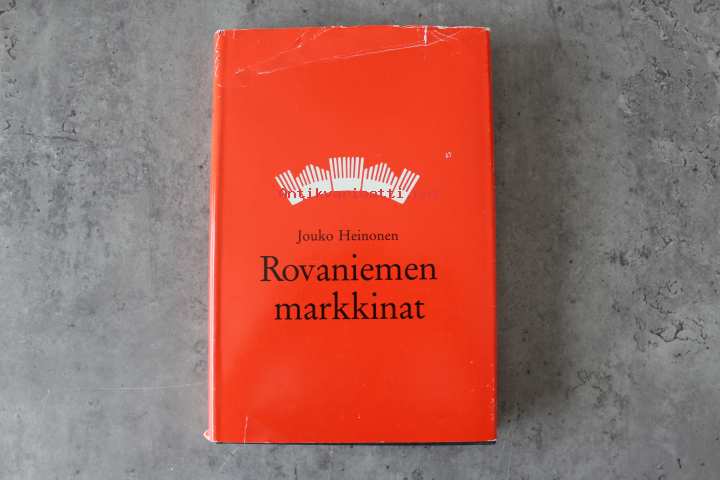 Antikvariaatti.net
Jouko Heinonen
Rovaniemen
markkinat